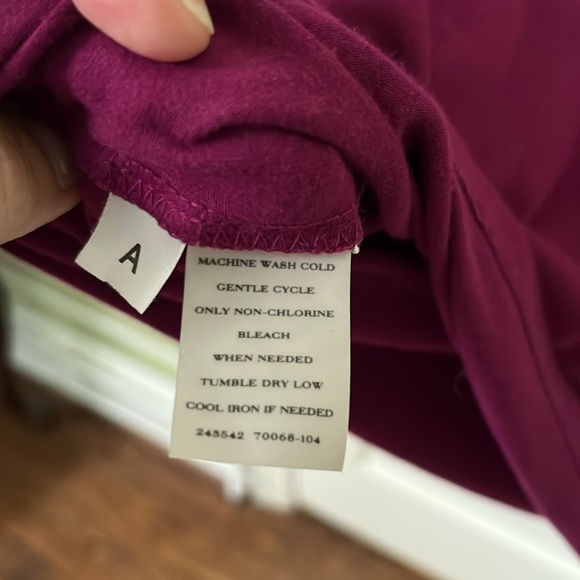 A
MACHINE WASH COLD
GENTLE CYCLE
ONLY NON-CHLORINE
BLEACH
WHEN NEEDED
TUMBLE DRY LOW
COOL IRON IF NEEDED
243542 70068-104